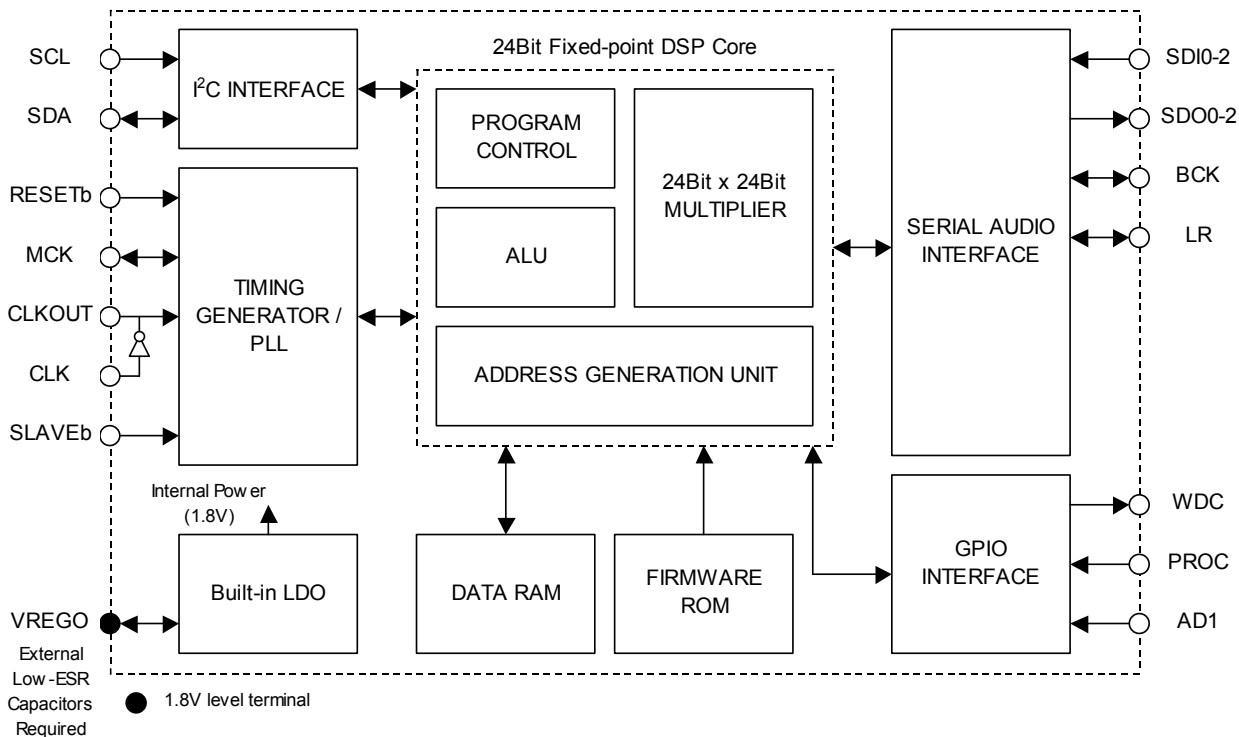 24Bit Fixed-point DSP Core
SCL
SDA
I²C INTERFACE
RESETb
MCK
CLKOUT
CLK
SLAVEb
TIMING
GENERATOR /
PLL
PROGRAM
CONTROL
ALU
24Bit x 24Bit
MULTIPLIER
ADDRESS GENERATION UNIT
SERIAL AUDIO
INTERFACE
SDI0-2
SDO0-2
BCK
LR
Internal Power
(1.8V)
Built-in LDO
DATA RAM
FIRMWARE
ROM
GPIO
INTERFACE
WDC
PROC
AD1
VREGO
External
Low-ESR
Capacitors
Required
1.8V level terminal